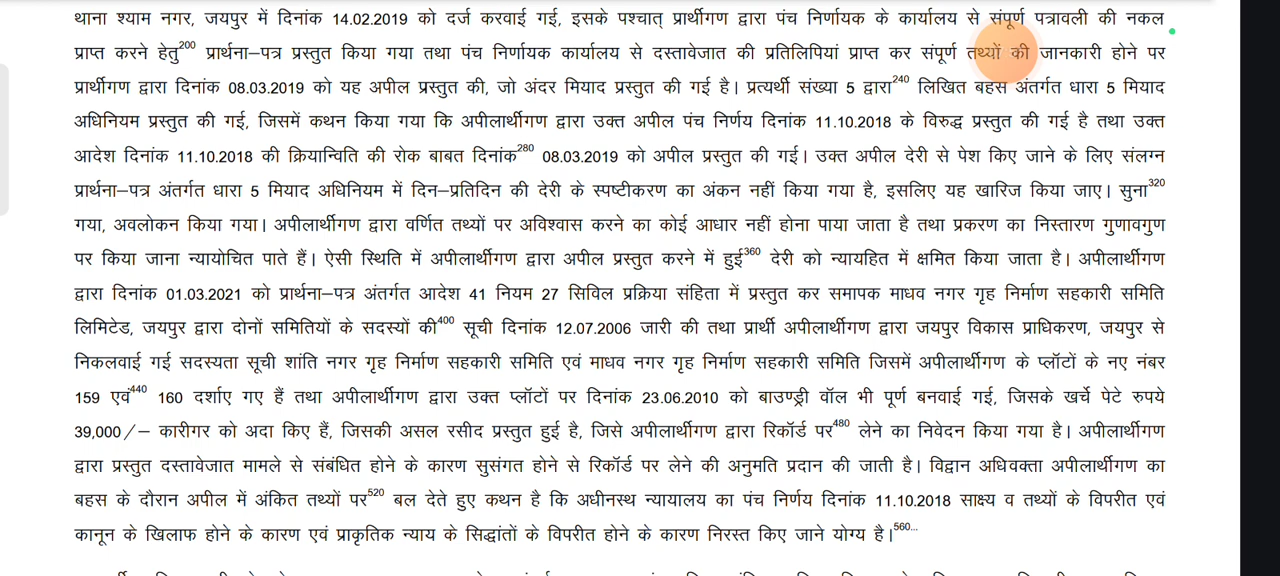 थाना श्याम नगर, जयपुर में दिनांक 14.02.2019 को दर्ज करवाई गई, इसके पश्चात् प्रार्थीगण द्वारा पंच निर्णायक के कार्यालय से संपूर्ण पत्रावली की नकल
प्राप्त करने हेतु200 प्रार्थना–पत्र प्रस्तुत किया गया तथा पंच निर्णायक कार्यालय से दस्तावेजात की प्रतिलिपियां प्राप्त कर संपूर्ण तथ्यों की जानकारी होने पर
प्रार्थीगण द्वारा दिनांक 08.03.2019 को यह अपील प्रस्तुत की, जो अंदर मियाद प्रस्तुत की गई है। प्रत्यर्थी संख्या 5 द्वारा240 लिखित बहस अंतर्गत धारा 5 मियाद
अधिनियम प्रस्तुत की गई, जिसमें कथन किया गया कि अपीलार्थीगण द्वारा उक्त अपील पंच निर्णय दिनांक 11.10.2018 के विरुद्ध प्रस्तुत की गई है तथा उक्त
आदेश दिनांक 11.10.2018 की क्रियान्विति की रोक बाबत दिनांक280 08.03.2019 को अपील प्रस्तुत की गई। उक्त अपील देरी से पेश किए जाने के लिए संलग्न
प्रार्थना–पत्र अंतर्गत धारा 5 मियाद अधिनियम में दिन–प्रतिदिन की देरी के स्पष्टीकरण का अंकन नहीं किया गया है, इसलिए यह खारिज किया जाए। सुना320
गया, अवलोकन किया गया। अपीलार्थीगण द्वारा वर्णित तथ्यों पर अविश्वास करने का कोई आधार नहीं होना पाया जाता है तथा प्रकरण का निस्तारण गुणावगुण
पर किया जाना न्यायोचित पाते हैं। ऐसी स्थिति में अपीलार्थीगण द्वारा अपील प्रस्तुत करने में हुई360 देरी को न्यायहित में क्षमित किया जाता है। अपीलार्थीगण
द्वारा दिनांक 01.03.2021 को प्रार्थना–पत्र अंतर्गत आदेश 41 नियम 27 सिविल प्रक्रिया संहिता में प्रस्तुत कर समापक माधव नगर गृह निर्माण सहकारी समिति
लिमिटेड, जयपुर द्वारा दोनों समितियों के सदस्यों की400 सूची दिनांक 12.07.2006 जारी की तथा प्रार्थी अपीलार्थीगण द्वारा जयपुर विकास प्राधिकरण, जयपुर से
निकलवाई गई सदस्यता सूची शांति नगर गृह निर्माण सहकारी समिति एवं माधव नगर गृह निर्माण सहकारी समिति जिसमें अपीलार्थीगण के प्लॉटों के नए नंबर
159 एवं440 160 दर्शाए गए हैं तथा अपीलार्थीगण द्वारा उक्त प्लॉटों पर दिनांक 23.06.2010 को बाउण्ड्री वॉल भी पूर्ण बनवाई गई, जिसके खर्चे पेटे रुपये
39,000/– कारीगर को अदा किए हैं, जिसकी असल रसीद प्रस्तुत हुई है, जिसे अपीलार्थीगण द्वारा रिकॉर्ड पर480 लेने का निवेदन किया गया है। अपीलार्थीगण
द्वारा प्रस्तुत दस्तावेजात मामले से संबंधित होने के कारण सुसंगत होने से रिकॉर्ड पर लेने की अनुमति प्रदान की जाती है। विद्वान अधिवक्ता अपीलार्थीगण का
बहस के दौरान अपील में अंकित तथ्यों पर520 बल देते हुए कथन है कि अधीनस्थ न्यायालय का पंच निर्णय दिनांक 11.10.2018 साक्ष्य व तथ्यों के विपरीत एवं
कानून के खिलाफ होने के कारण एवं प्राकृतिक न्याय के सिद्धांतों के विपरीत होने के कारण निरस्त किए जाने योग्य है।560...